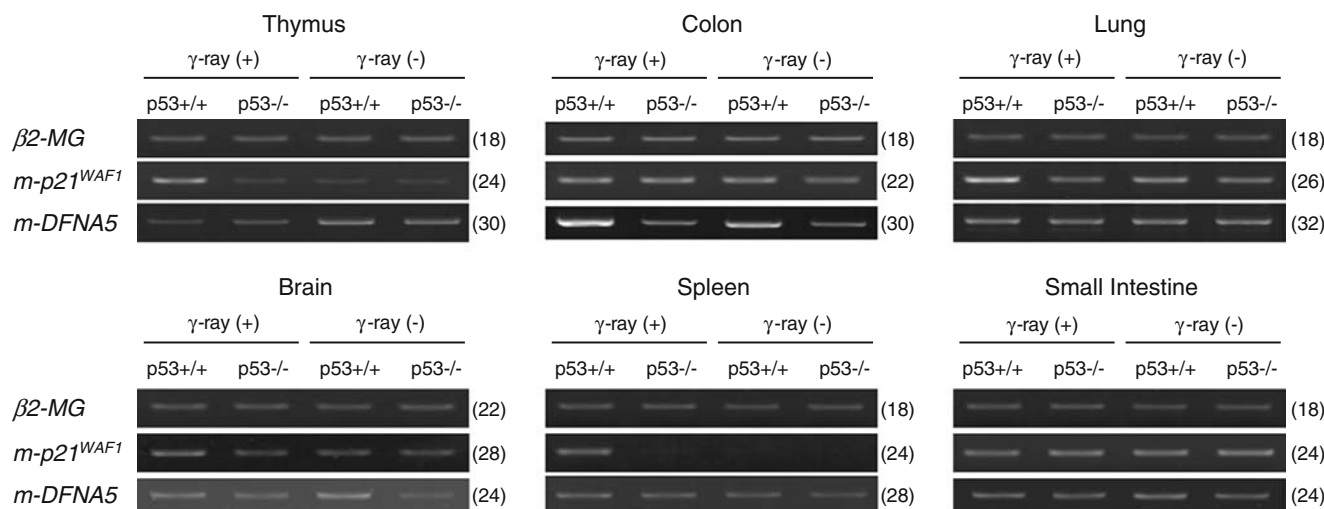 Thymus Colon Lung
γ-ray (+) γ-ray (-) γ-ray (+) γ-ray (-) γ-ray (+) γ-ray (-)
p53+/+ p53-/- p53+/+ p53-/- p53+/+ p53-/- p53+/+ p53-/- p53+/+ p53-/- p53+/+ p53-/-
β2-MG (18) (18) (18)
m-p21WAF1 (24) (22) (26)
m-DFNA5 (30) (30) (32)
Brain Spleen Small Intestine
γ-ray (+) γ-ray (-) γ-ray (+) γ-ray (-) γ-ray (+) γ-ray (-)
p53+/+ p53-/- p53+/+ p53-/- p53+/+ p53-/- p53+/+ p53-/- p53+/+ p53-/- p53+/+ p53-/-
β2-MG (22) (18) (18)
m-p21WAF1 (28) (24) (24)
m-DFNA5 (24) (28) (24)